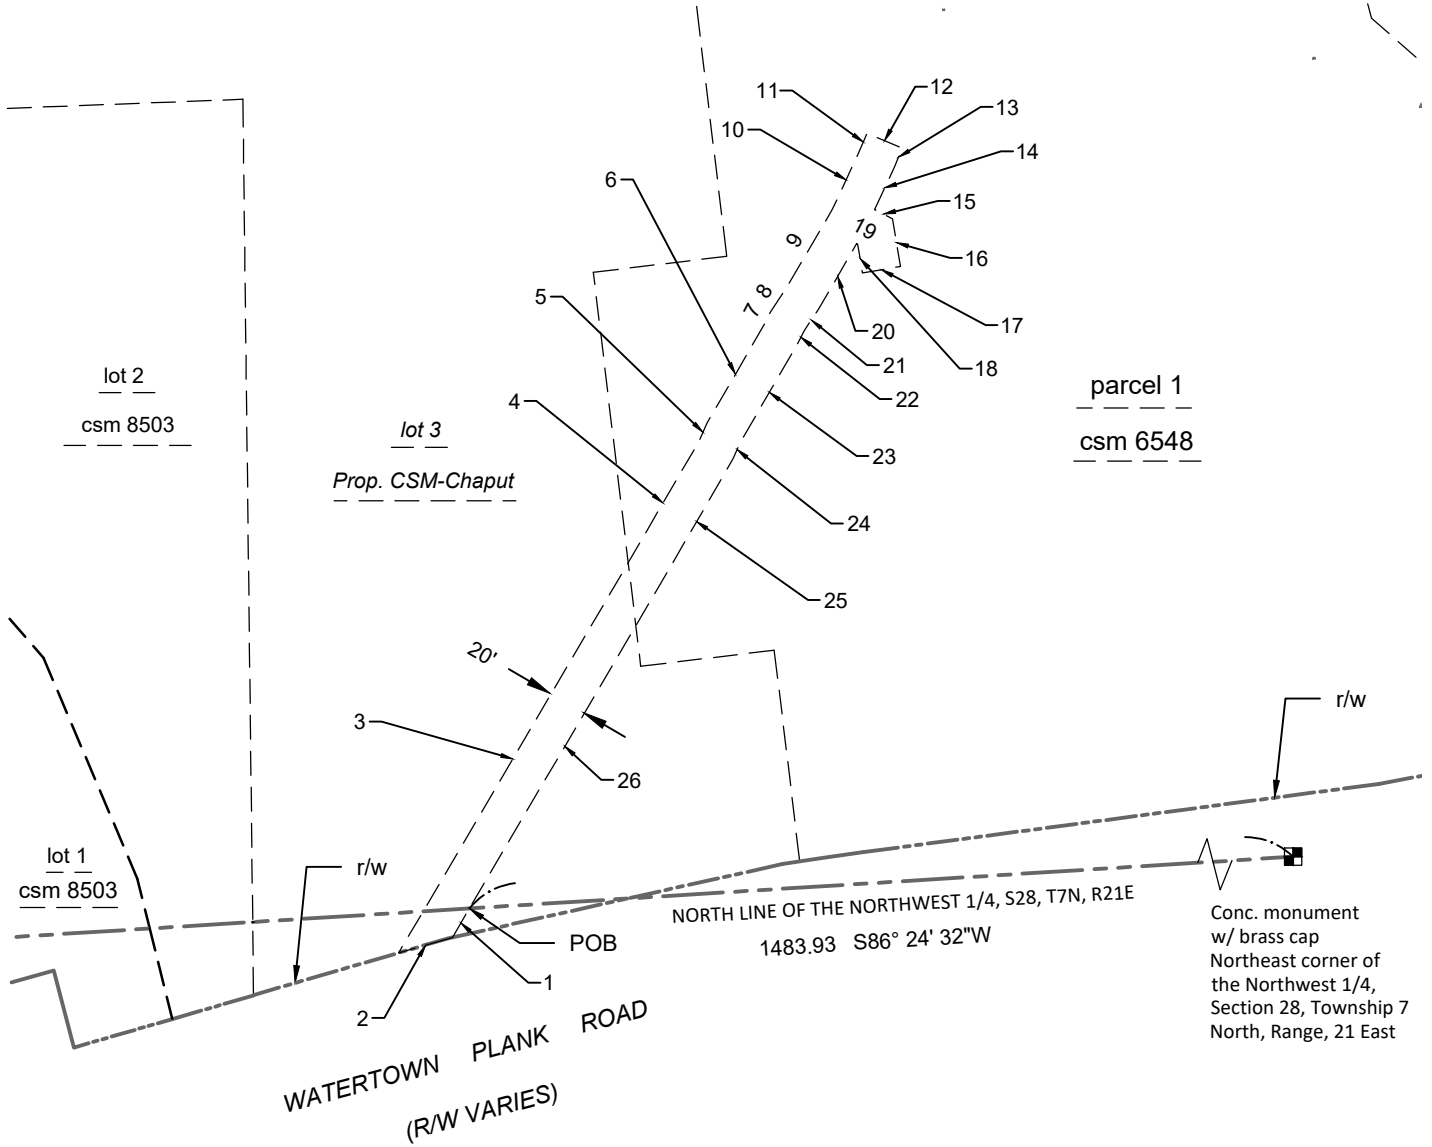 12
11
13
10
14
6
15
19
9
16
5
7 8
17
20
18
21
lot 2
22
parcel 1
4
csm 8503
lot 3
csm 6548
23
Prop. CSM-Chaput
24
25
20'
r/w
3
26
lot 1
r/w
csm 8503
NORTH LINE OF THE NORTHWEST 1/4, S28, T7N, R21E
1483.93 S86° 24' 32"W
POB
1
2
Conc. monument
w/ brass cap
Northeast corner of
the Northwest 1/4,
Section 28, Township 7
North, Range, 21 East
WATERTOWN PLANK ROAD
(R/W VARIES)